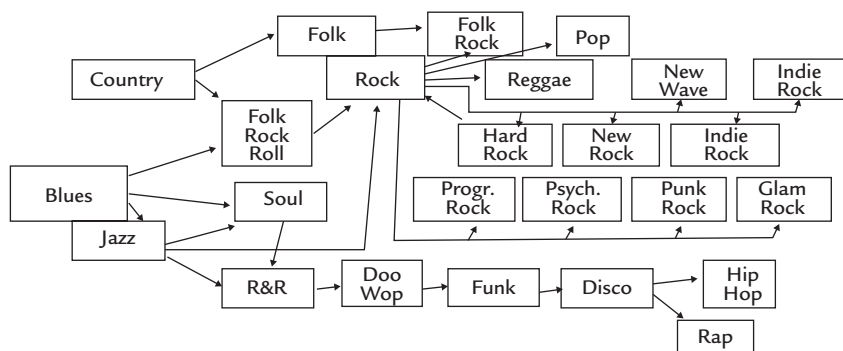 Folk
Folk
Rock
Pop
Country
Rock
Reggae
New
Wave
Indie
Rock
Folk
Rock
Roll
Hard
Rock
New
Rock
Indie
Rock
Blues
Soul
Progr.
Rock
Psych.
Rock
Punk
Rock
Glam
Rock
Jazz
R&R
Doo
Wop
Funk
Disco
Hip
Hop
Rap